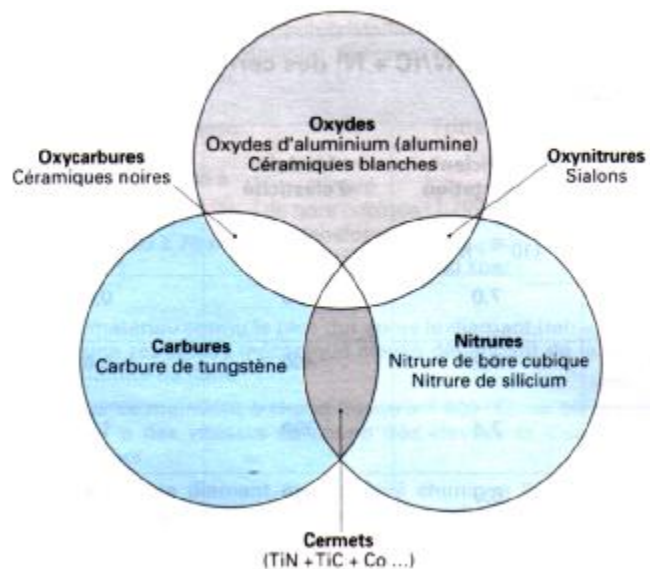 Oxydes
Oxydes d'aluminium (alumine)
Céramiques blanches
Oxycarbures
Céramiques noires
Oxynitrures
Sialons
Carbures
Carbure de tungstène
Nitrures
Nitrure de bore cubique
Nitrure de silicium
Cermets
(TiN + TiC + Co ...)